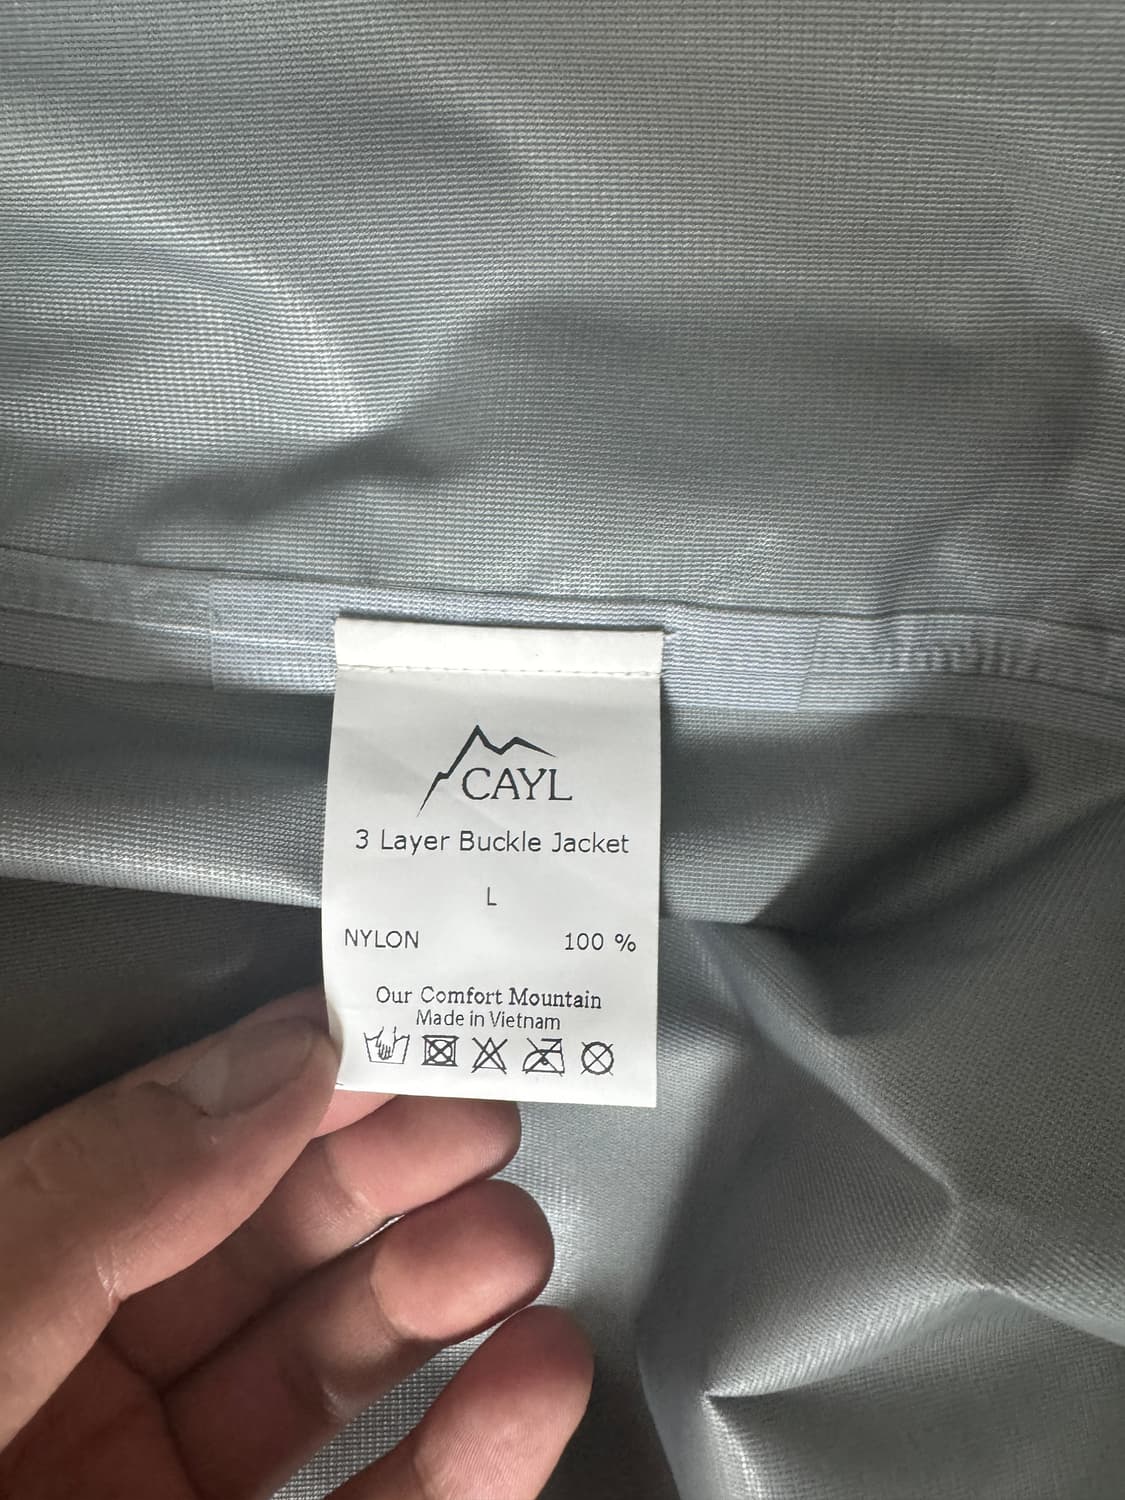 CAYL
3 Layer Buckle Jacket
L
NYLON 100 %
Our Comfort Mountain
Made in Vietnam